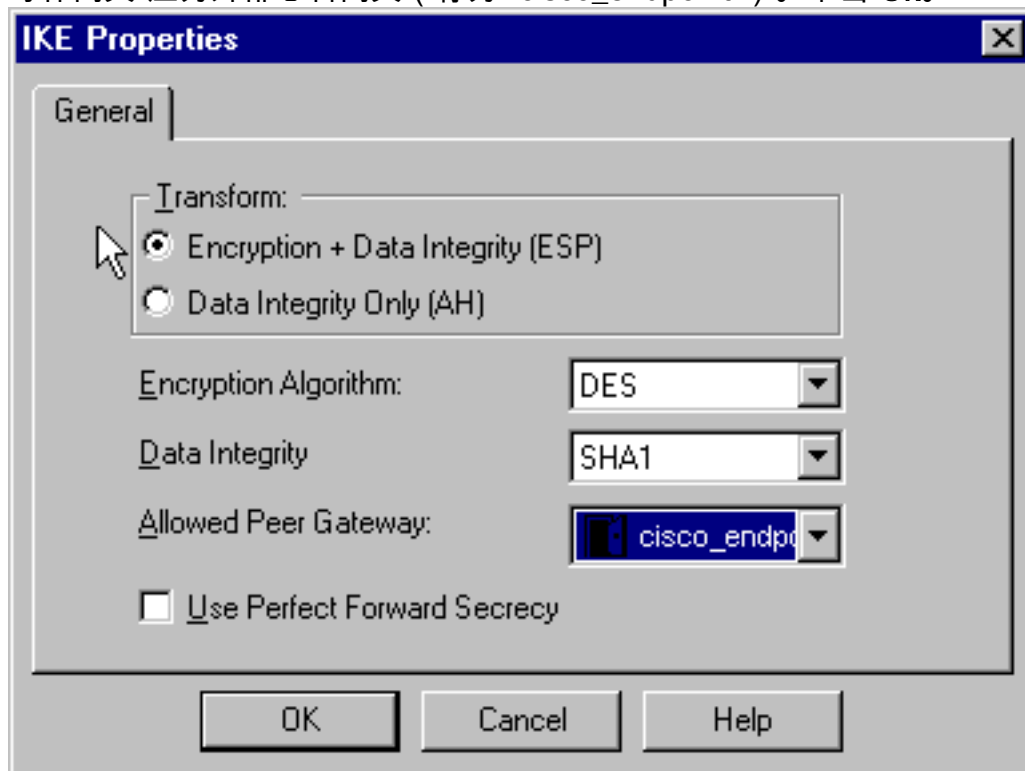 IKE Properties
General
Transform:
Encryption + Data Integrity (ESP)
Data Integrity Only (AH)
Encryption Algorithm:
DES
Data Integrity
SHA1
Allowed Peer Gateway:
cisco_endpo
Use Perfect Forward Secrecy
OK Cancel Help